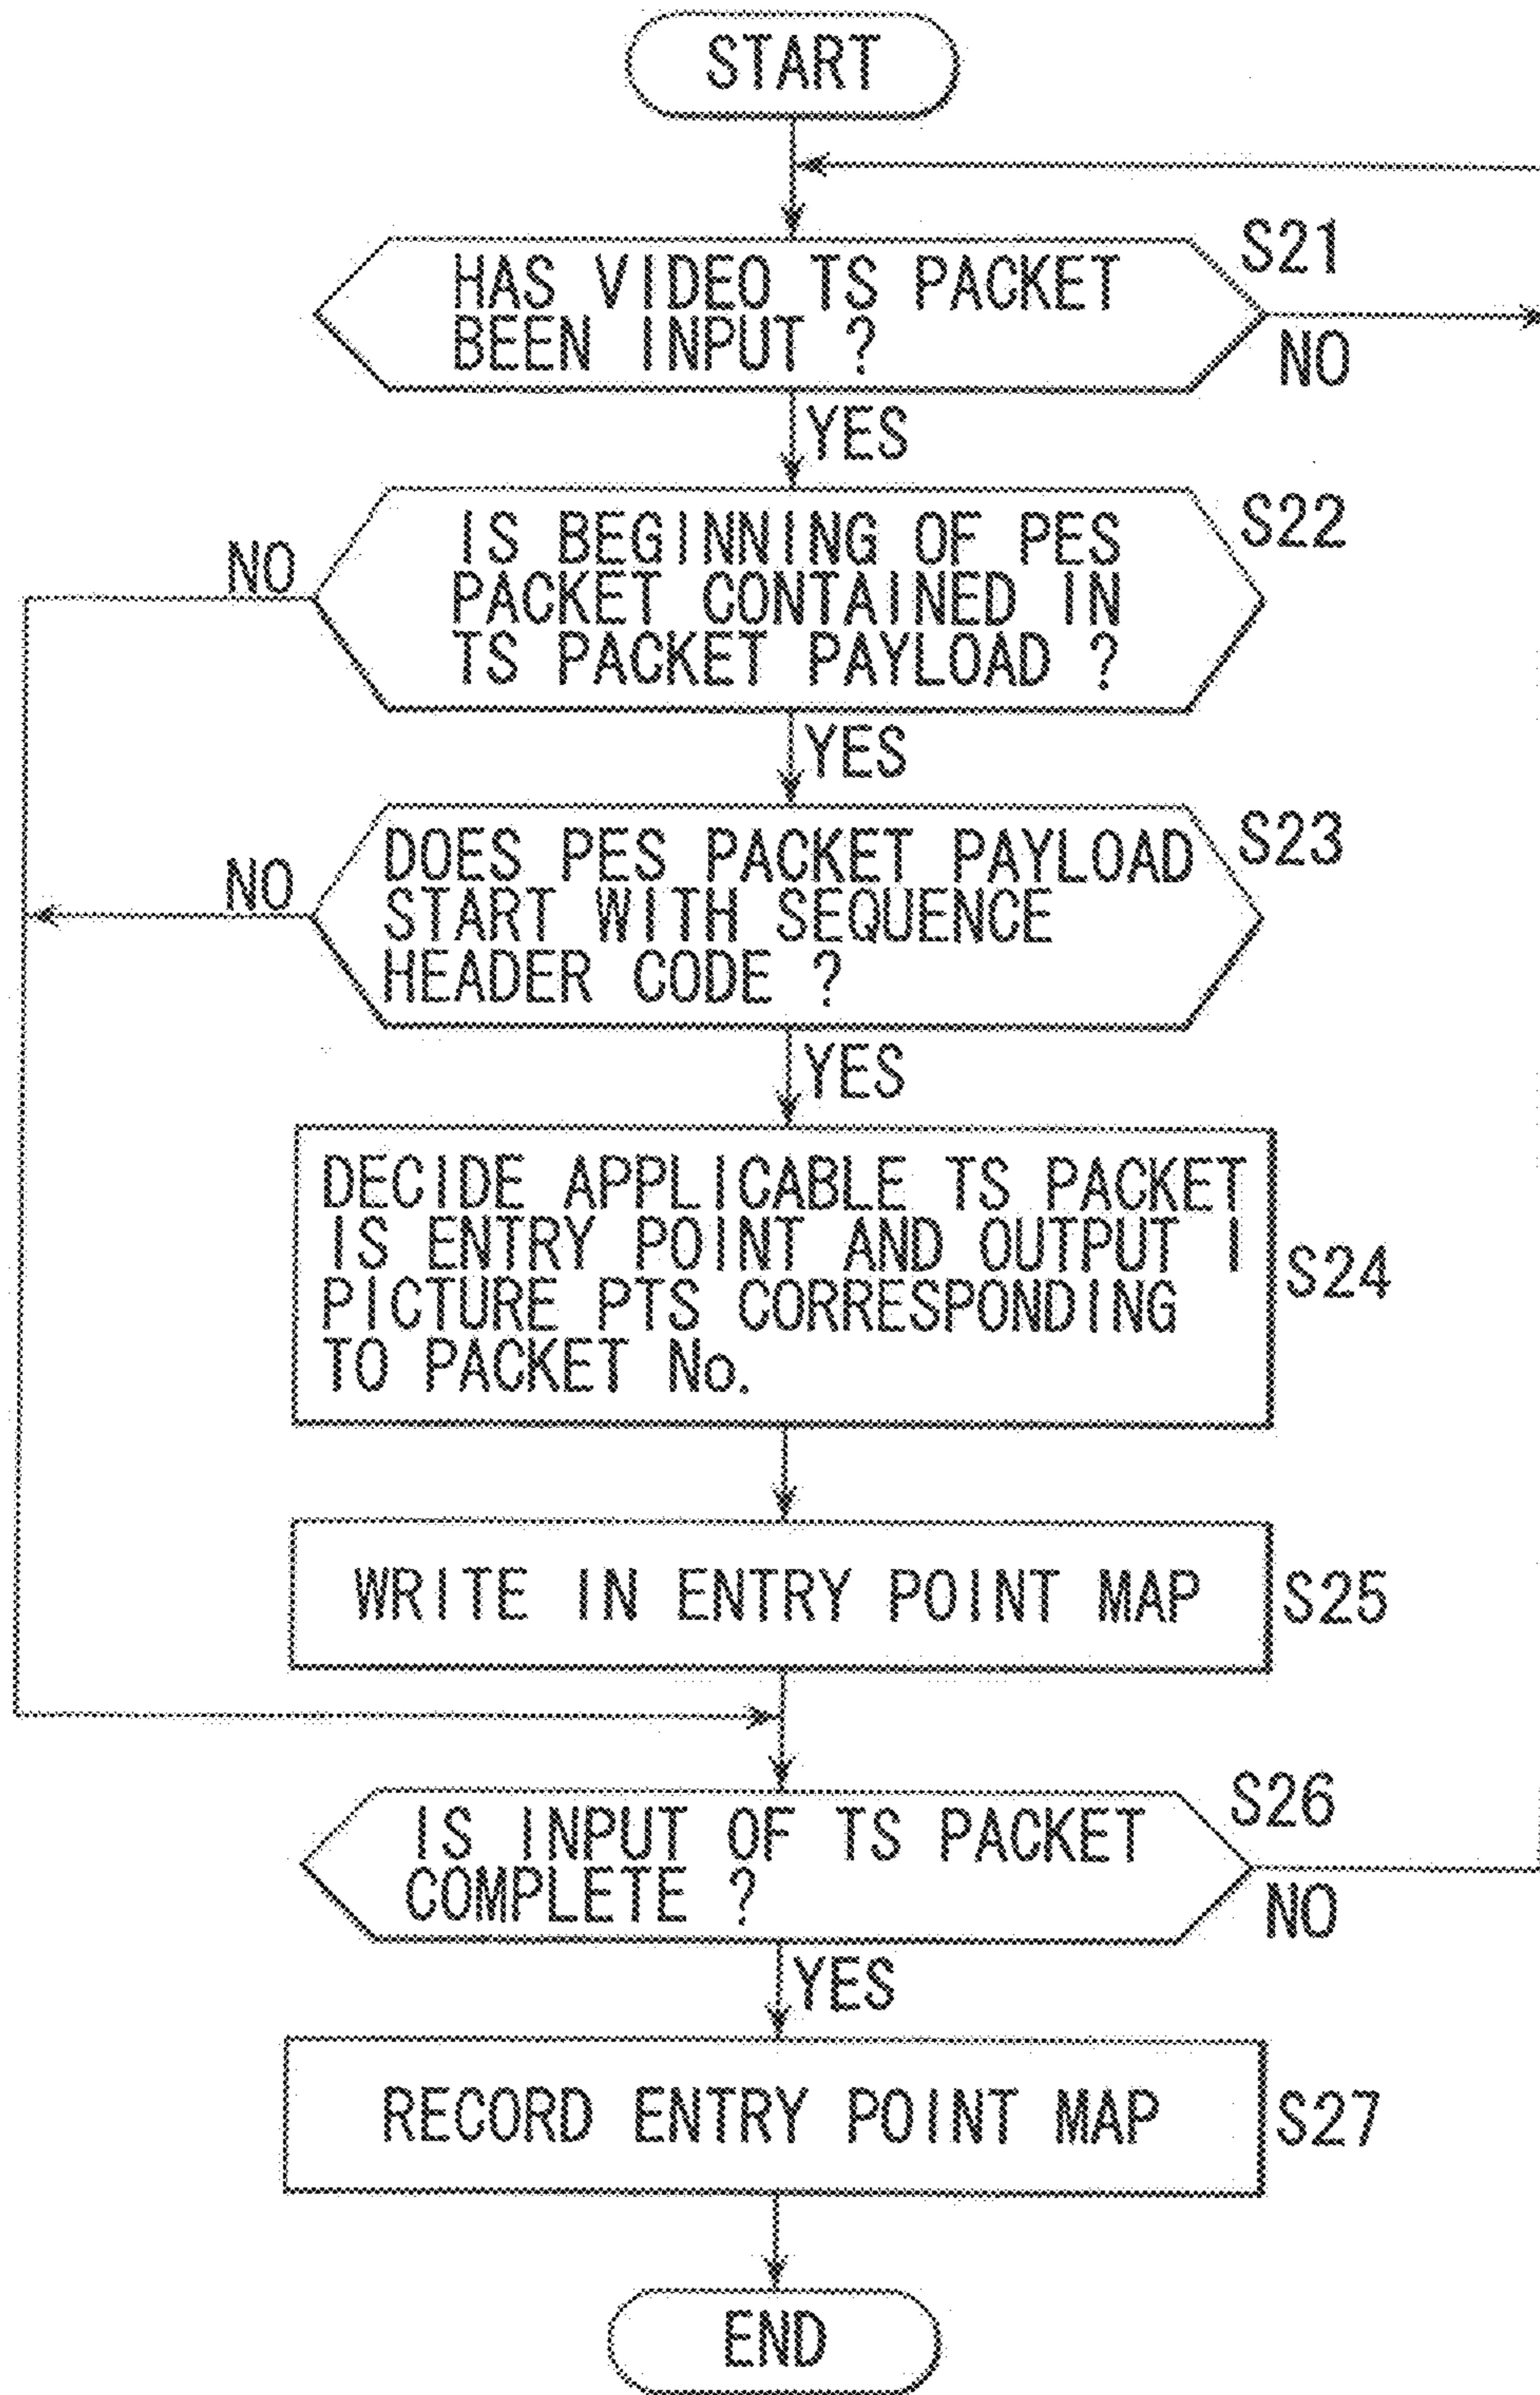 START
HAS VIDEO TS PACKET
BEEN INPUT ?
S21
NO
YES
IS BEGINNING OF PES
PACKET CONTAINED IN
TS PACKET PAYLOAD ?
S22
NO
YES
DOES PES PACKET PAYLOAD
START WITH SEQUENCE
HEADER CODE ?
S23
NO
YES
DECIDE APPLICABLE TS PACKET
IS ENTRY POINT AND OUTPUT I
PICTURE PTS CORRESPONDING
TO PACKET No.
S24
WRITE IN ENTRY POINT MAP
S25
IS INPUT OF TS PACKET
COMPLETE ?
S26
NO
YES
RECORD ENTRY POINT MAP
S27
END